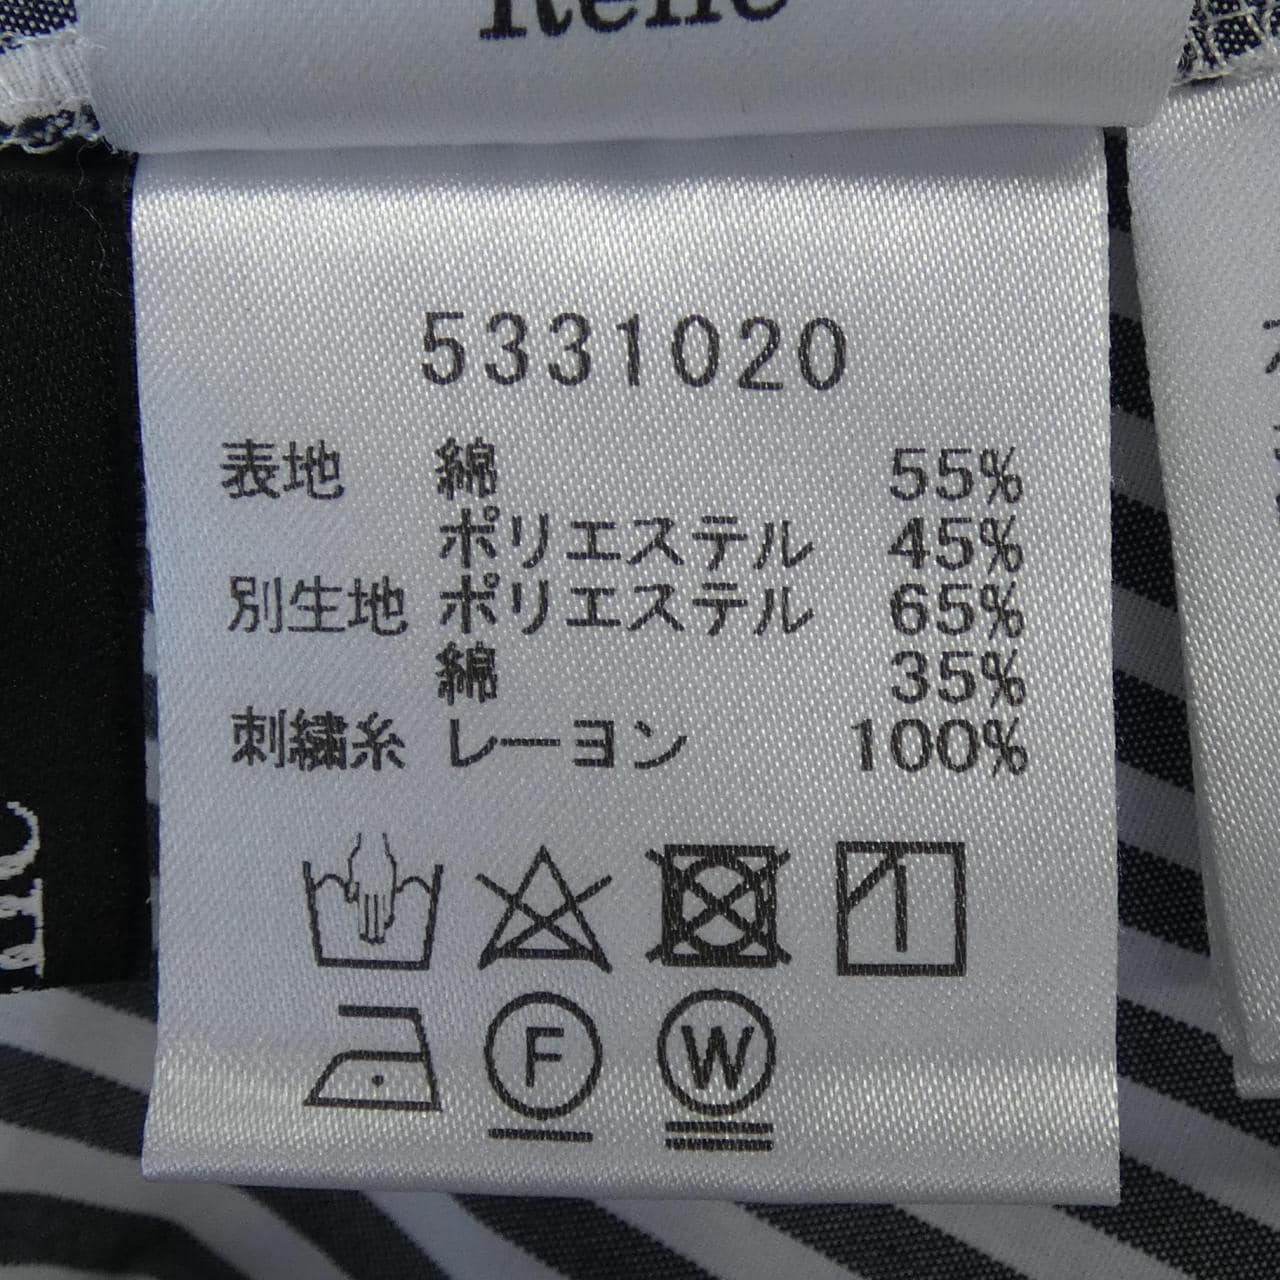 René
5331020
表地 綿 55%
ポリエステル 45%
別生地 ポリエステル 65%
綿 35%
刺繍糸 レーヨン 100%
F W